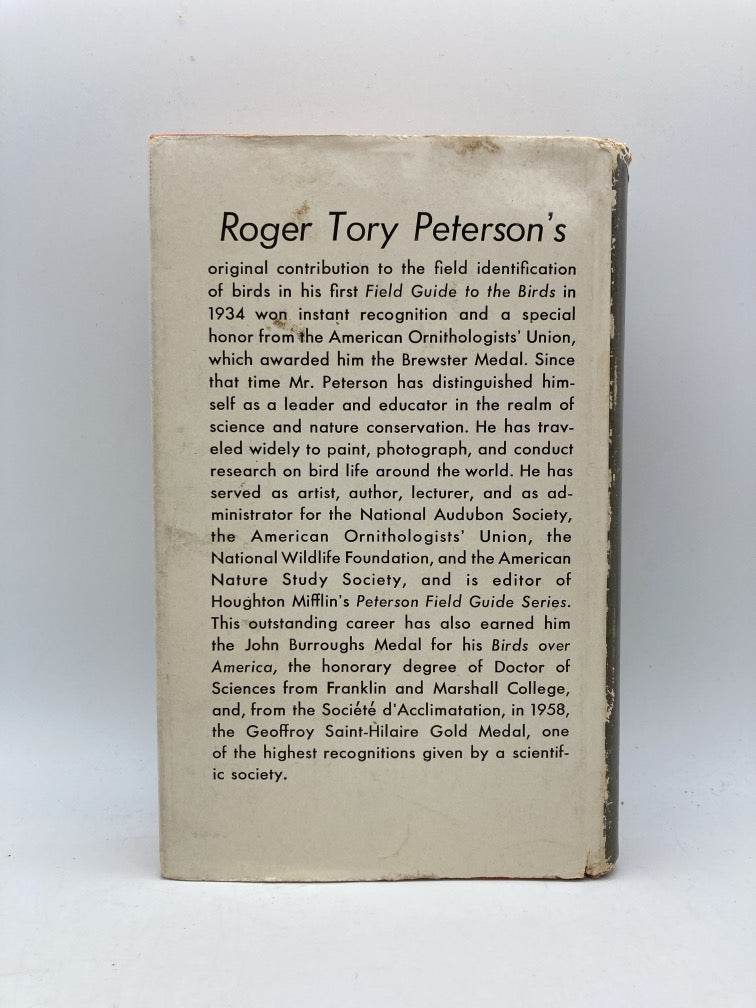 Roger Tory Peterson's
original contribution to the field identification
of birds in his first Field Guide to the Birds in
1934 won instant recognition and a special
honor from the American Ornithologists' Union,
which awarded him the Brewster Medal. Since
that time Mr. Peterson has distinguished him-
self as a leader and educator in the realm of
science and nature conservation. He has trav-
eled widely to paint, photograph, and conduct
research on bird life around the world. He has
served as artist, author, lecturer, and as ad-
ministrator for the National Audubon Society,
the American Ornithologists' Union, the
National Wildlife Foundation, and the American
Nature Study Society, and is editor of
Houghton Mifflin's Peterson Field Guide Series.
This outstanding career has also earned him
the John Burroughs Medal for his Birds over
America, the honorary degree of Doctor of
Sciences from Franklin and Marshall College,
and, from the Société d'Acclimatation, in 1958,
the Geoffroy Saint-Hilaire Gold Medal, one
of the highest recognitions given by a scientif-
ic society.